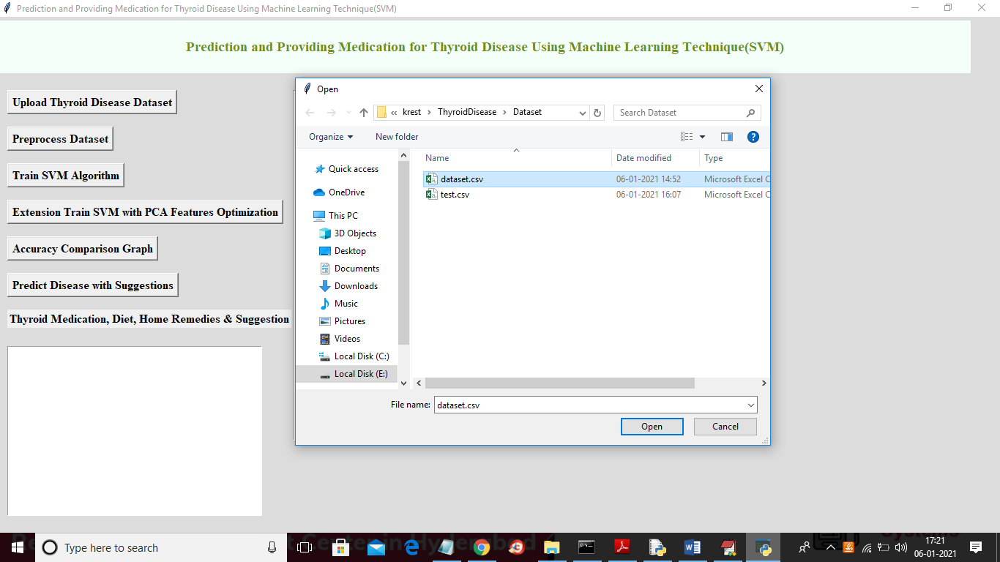 Prediction and Providing Medication for Thyroid Disease Using Machine Learning Technique(SVM)
Prediction and Providing Medication for Thyroid Disease Using Machine Learning Technique(SVM)
Upload Thyroid Disease Dataset
Preprocess Dataset
Train SVM Algorithm
Extension Train SVM with PCA Features Optimization
Accuracy Comparison Graph
Predict Disease with Suggestions
Thyroid Medication, Diet, Home Remedies & Suggestion
Open
« krest › ThyroidDisease › Dataset
Search Dataset
Organize
New folder
Quick access
OneDrive
This PC
3D Objects
Desktop
Documents
Downloads
Music
Pictures
Videos
Local Disk (C:)
Local Disk (E:)
Name Date modified Type
dataset.csv 06-01-2021 14:52 Microsoft Excel C
test.csv 06-01-2021 16:07 Microsoft Excel C
File name: dataset.csv
Open Cancel
Type here to search
17:21
06-01-2021